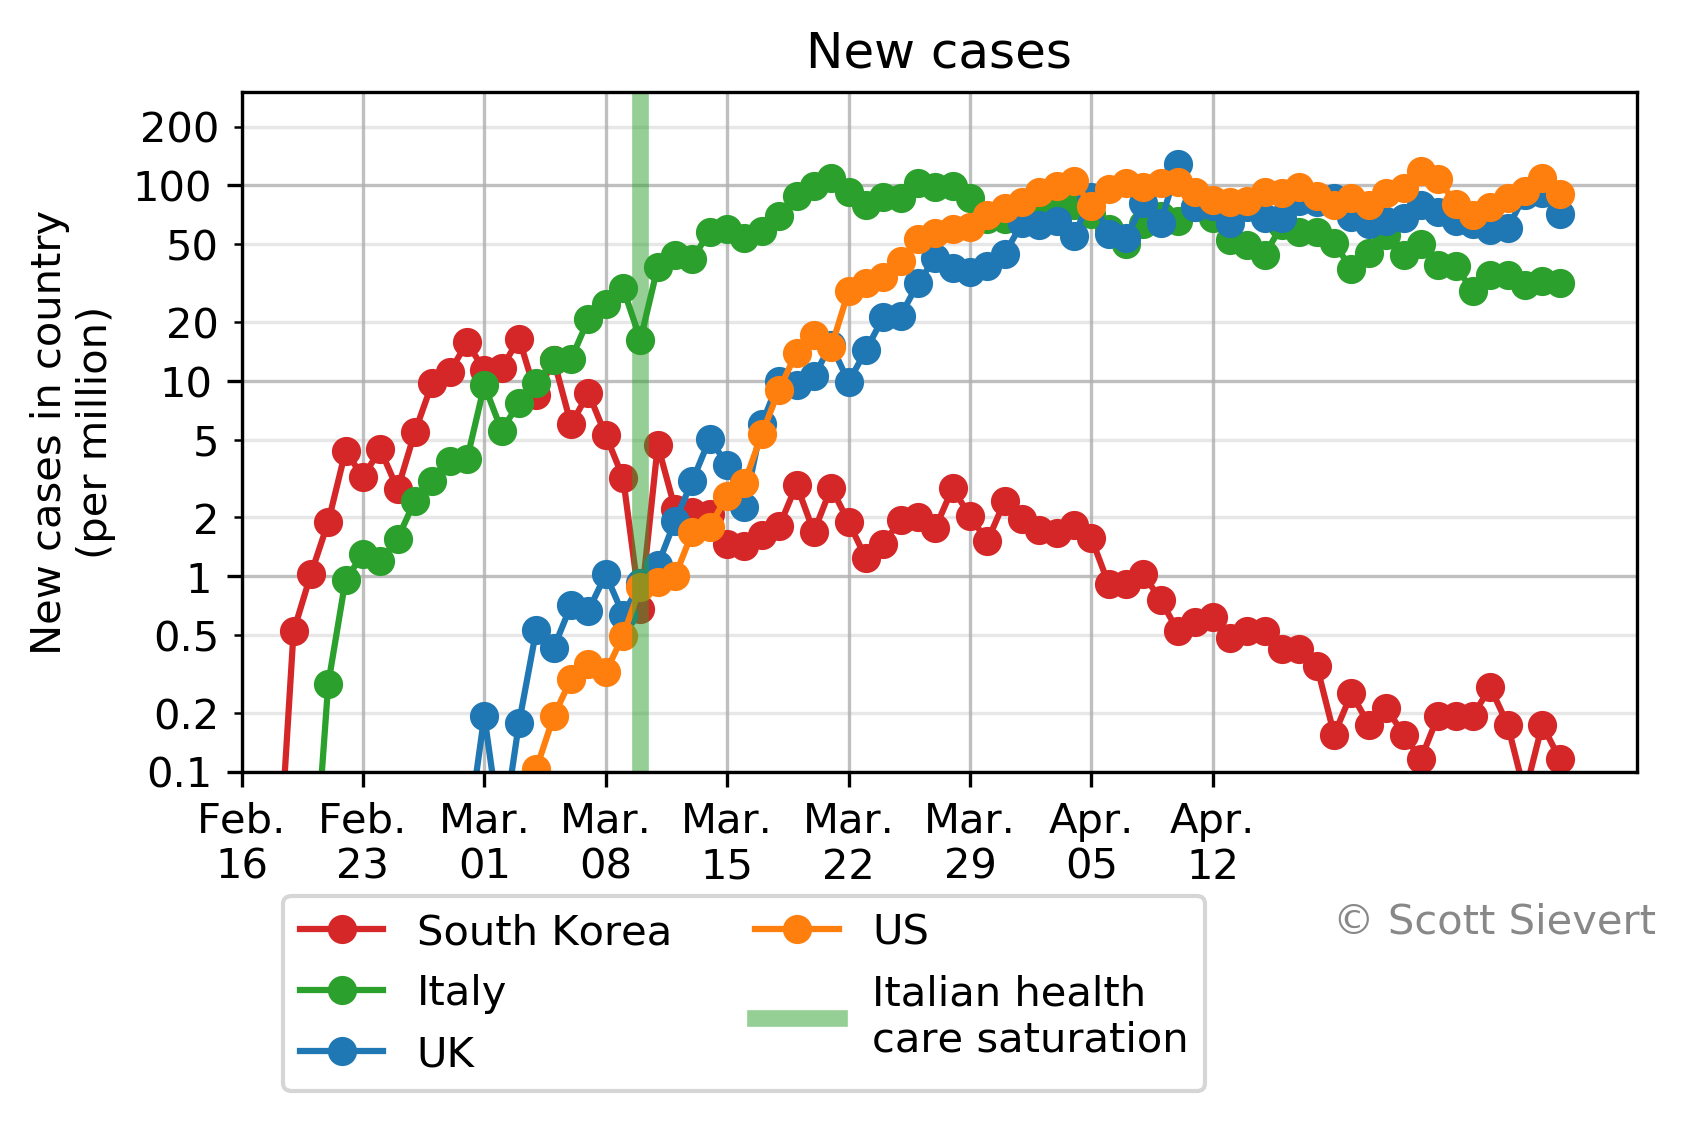 New cases
New cases in country
(per million)
200
100
50
20
10
5
2
1
0.5
0.2
0.1
Feb. 16
Feb. 23
Mar. 01
Mar. 08
Mar. 15
Mar. 22
Mar. 29
Apr. 05
Apr. 12
South Korea
Italy
UK
US
Italian health
care saturation
© Scott Sievert